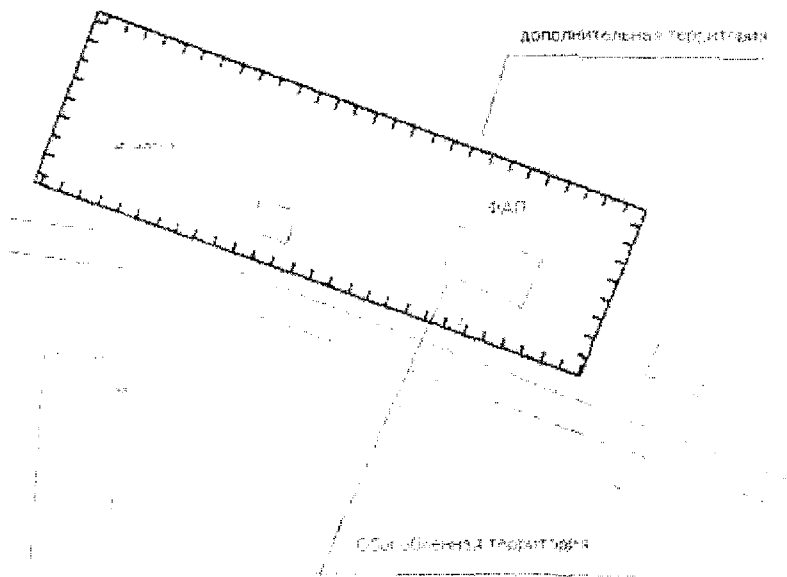 дополнительная территория
ФАП
Обособленная территория